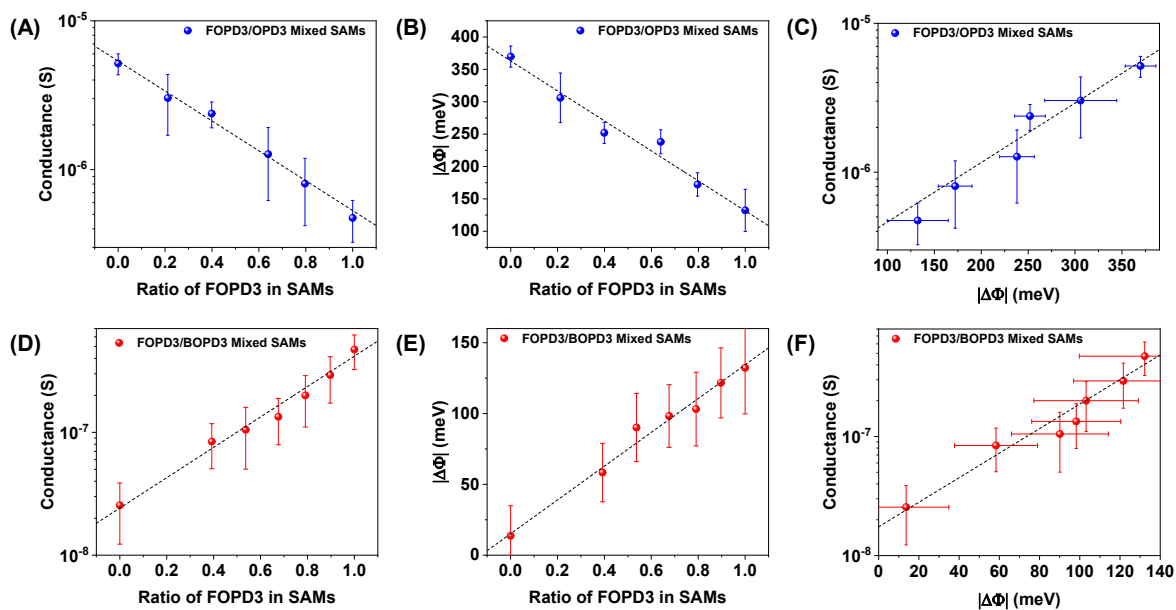 (A)
FOPD3/OPD3 Mixed SAMs
Conductance (S)
10⁻⁵
10⁻⁶
0.0 0.2 0.4 0.6 0.8 1.0
Ratio of FOPD3 in SAMs
(B)
FOPD3/OPD3 Mixed SAMs
|ΔΦ| (meV)
400
350
300
250
200
150
100
0.0 0.2 0.4 0.6 0.8 1.0
Ratio of FOPD3 in SAMs
(C)
FOPD3/OPD3 Mixed SAMs
Conductance (S)
10⁻⁵
10⁻⁶
100 150 200 250 300 350
|ΔΦ| (meV)
(D)
FOPD3/BOPD3 Mixed SAMs
Conductance (S)
10⁻⁷
10⁻⁸
0.0 0.2 0.4 0.6 0.8 1.0
Ratio of FOPD3 in SAMs
(E)
FOPD3/BOPD3 Mixed SAMs
|ΔΦ| (meV)
150
100
50
0
0.0 0.2 0.4 0.6 0.8 1.0
Ratio of FOPD3 in SAMs
(F)
FOPD3/BOPD3 Mixed SAMs
Conductance (S)
10⁻⁷
10⁻⁸
0 20 40 60 80 100 120 140
|ΔΦ| (meV)